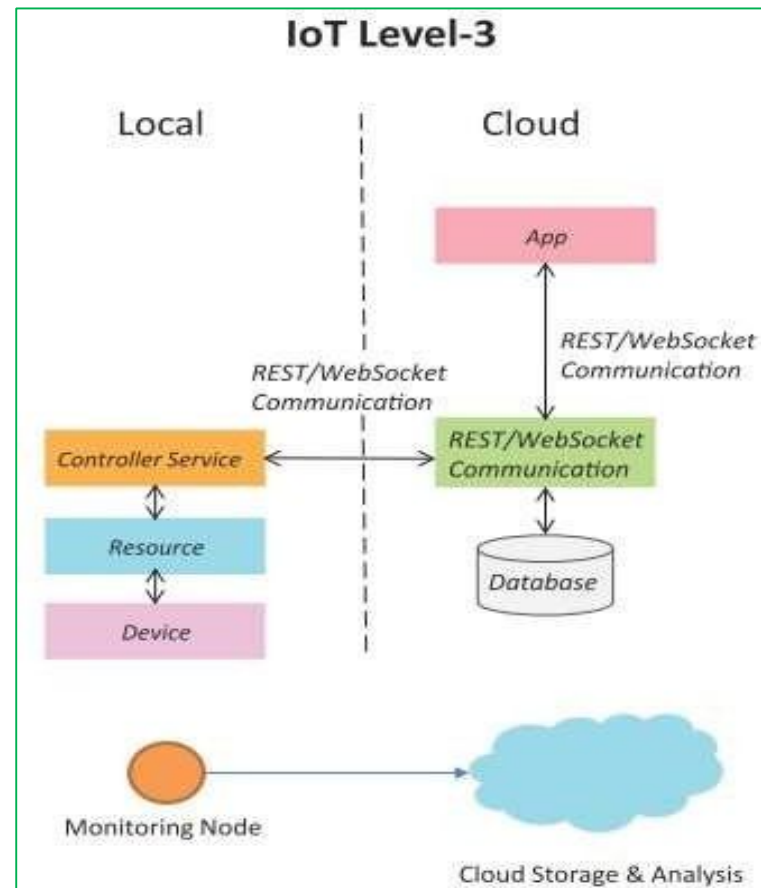 IoT Level-3
Local
Cloud
App
REST/WebSocket
Communication
REST/WebSocket
Communication
Controller Service
REST/WebSocket
Communication
Resource
Database
Device
Monitoring Node
Cloud Storage & Analysis